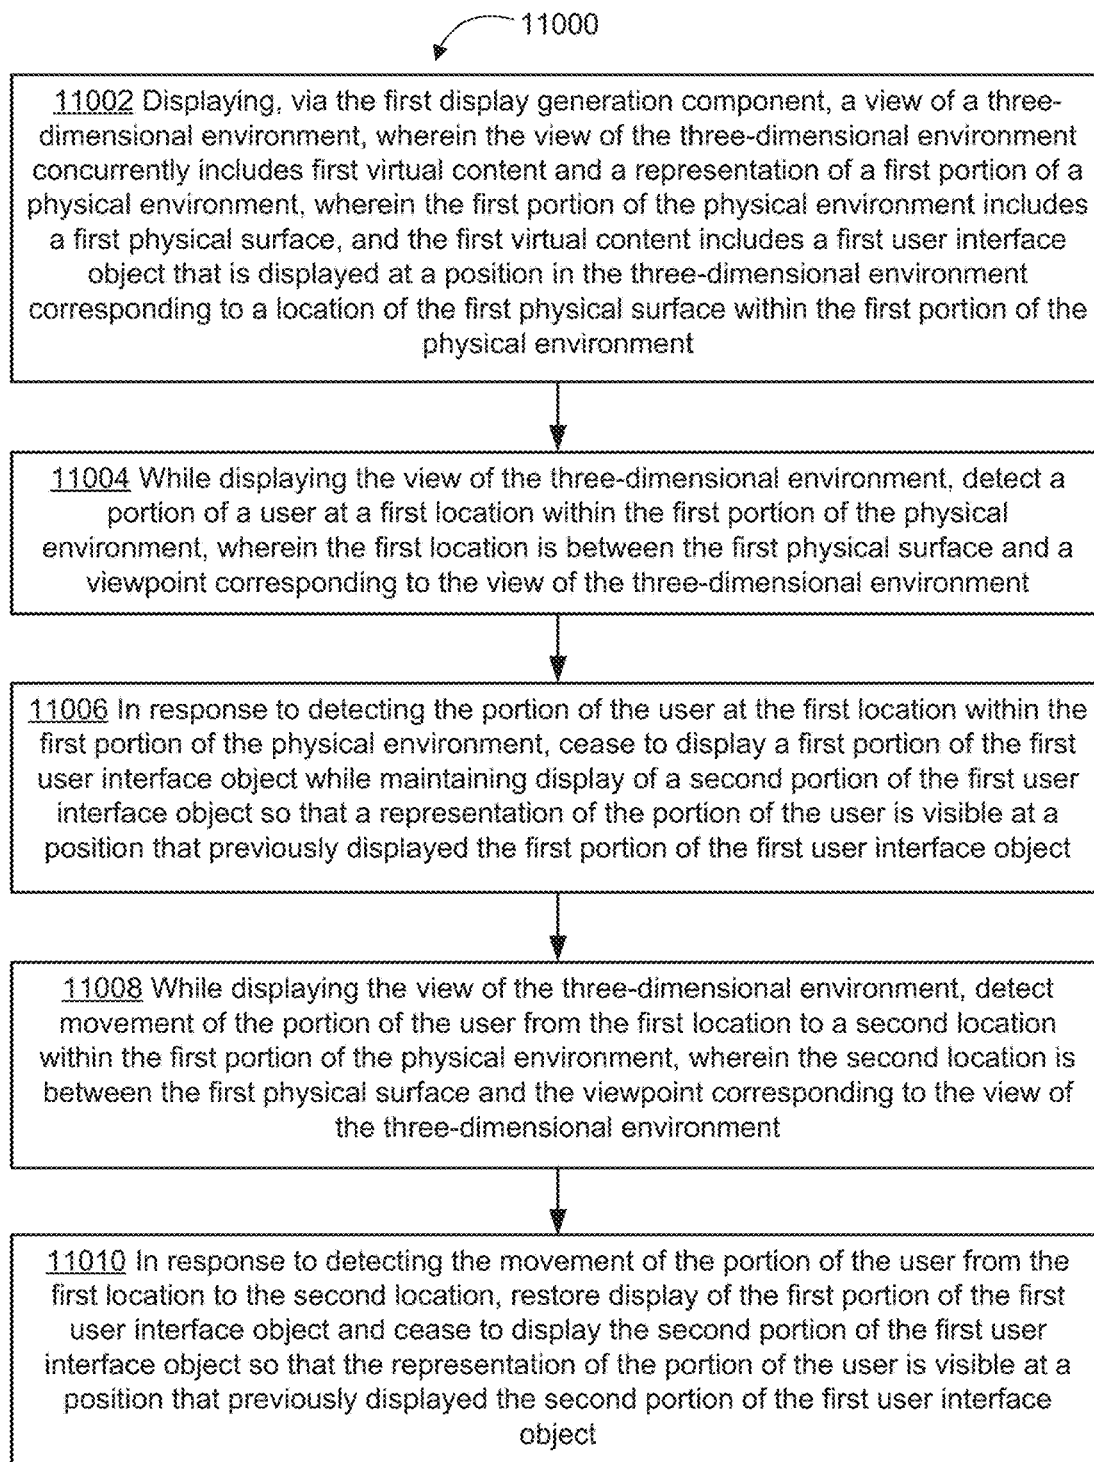 11000
11002 Displaying, via the first display generation component, a view of a three-
dimensional environment, wherein the view of the three-dimensional environment
concurrently includes first virtual content and a representation of a first portion of a
physical environment, wherein the first portion of the physical environment includes
a first physical surface, and the first virtual content includes a first user interface
object that is displayed at a position in the three-dimensional environment
corresponding to a location of the first physical surface within the first portion of the
physical environment
11004 While displaying the view of the three-dimensional environment, detect a
portion of a user at a first location within the first portion of the physical
environment, wherein the first location is between the first physical surface and a
viewpoint corresponding to the view of the three-dimensional environment
11006 In response to detecting the portion of the user at the first location within the
first portion of the physical environment, cease to display a first portion of the first
user interface object while maintaining display of a second portion of the first user
interface object so that a representation of the portion of the user is visible at a
position that previously displayed the first portion of the first user interface object
11008 While displaying the view of the three-dimensional environment, detect
movement of the portion of the user from the first location to a second location
within the first portion of the physical environment, wherein the second location is
between the first physical surface and the viewpoint corresponding to the view of
the three-dimensional environment
11010 In response to detecting the movement of the portion of the user from the
first location to the second location, restore display of the first portion of the first
user interface object and cease to display the second portion of the first user
interface object so that the representation of the portion of the user is visible at a
position that previously displayed the second portion of the first user interface
object